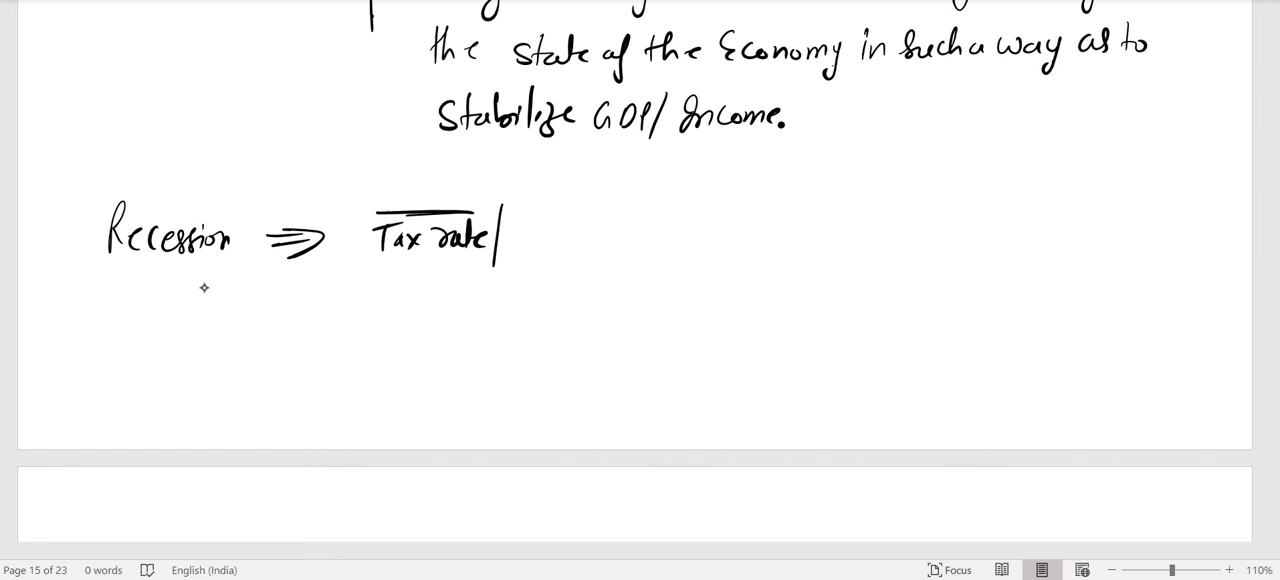 the State of the Economy in such a way as to
Stabilize GDP/ Income.
Recession ⇒ Tax rate
Page 15 of 23 0 words English (India) Focus 110%